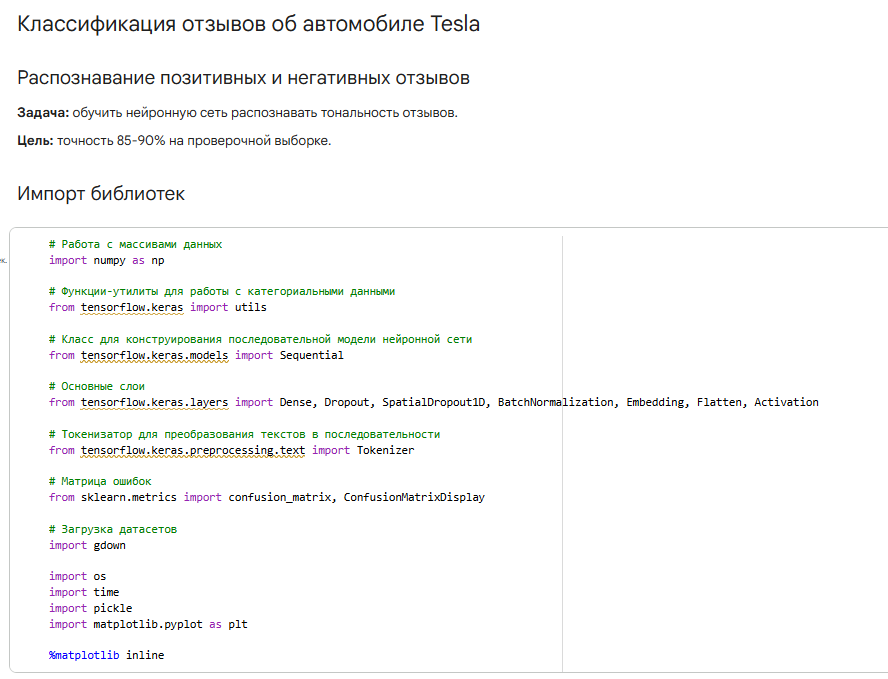 Классификация отзывов об автомобиле Tesla
Распознавание позитивных и негативных отзывов
Задача: обучить нейронную сеть распознавать тональность отзывов.
Цель: точность 85-90% на проверочной выборке.
Импорт библиотек
# Работа с массивами данных
import numpy as np
# Функции-утилиты для работы с категориальными данными
from tensorflow.keras import utils
# Класс для конструирования последовательной модели нейронной сети
from tensorflow.keras.models import Sequential
# Основные слои
from tensorflow.keras.layers import Dense, Dropout, SpatialDropout1D, BatchNormalization, Embedding, Flatten, Activation
# Токенизатор для преобразования текстов в последовательности
from tensorflow.keras.preprocessing.text import Tokenizer
# Матрица ошибок
from sklearn.metrics import confusion_matrix, ConfusionMatrixDisplay
# Загрузка датасетов
import gdown
import os
import time
import pickle
import matplotlib.pyplot as plt
%matplotlib inline